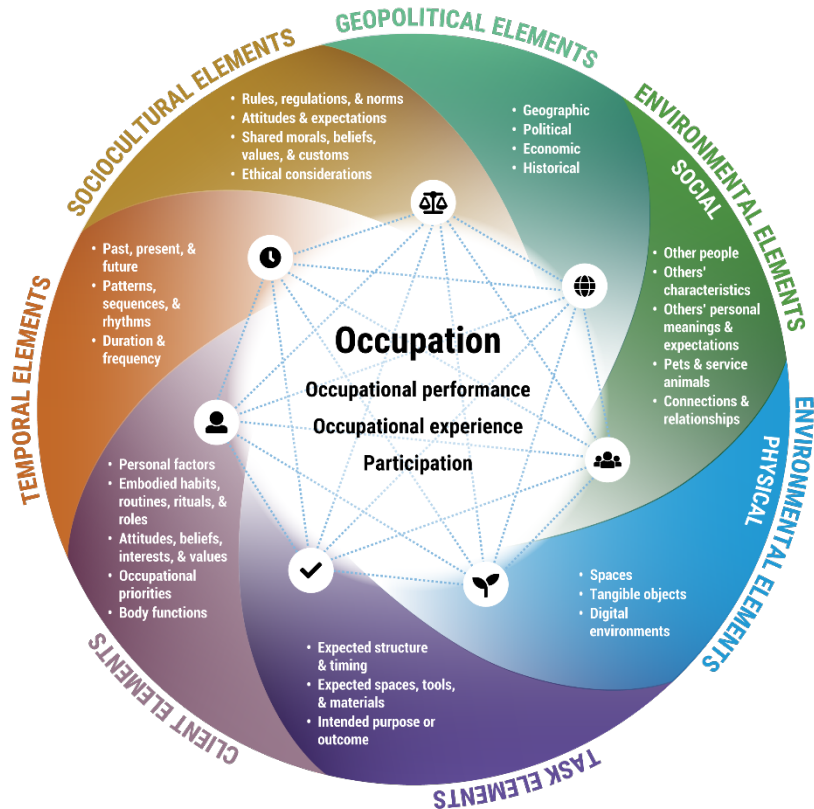 GEOPOLITICAL ELEMENTS
• Geographic
• Political
• Economic
• Historical
ENVIRONMENTAL ELEMENTS
SOCIAL
• Other people
• Others'
characteristics
• Others' personal
meanings &
expectations
• Pets & service
animals
• Connections &
relationships
ENVIRONMENTAL ELEMENTS
PHYSICAL
• Spaces
• Tangible objects
• Digital
environments
TASK ELEMENTS
• Expected structure
& timing
• Expected spaces, tools,
& materials
• Intended purpose or
outcome
CLIENT ELEMENTS
• Personal factors
• Embodied habits,
routines, rituals, &
roles
• Attitudes, beliefs,
interests, & values
• Occupational
priorities
• Body functions
TEMPORAL ELEMENTS
• Past, present, &
future
• Patterns,
sequences, &
rhythms
• Duration &
frequency
SOCIOCULTURAL ELEMENTS
• Rules, regulations, & norms
• Attitudes & expectations
• Shared morals, beliefs,
values, & customs
• Ethical considerations
Occupation
Occupational performance
Occupational experience
Participation